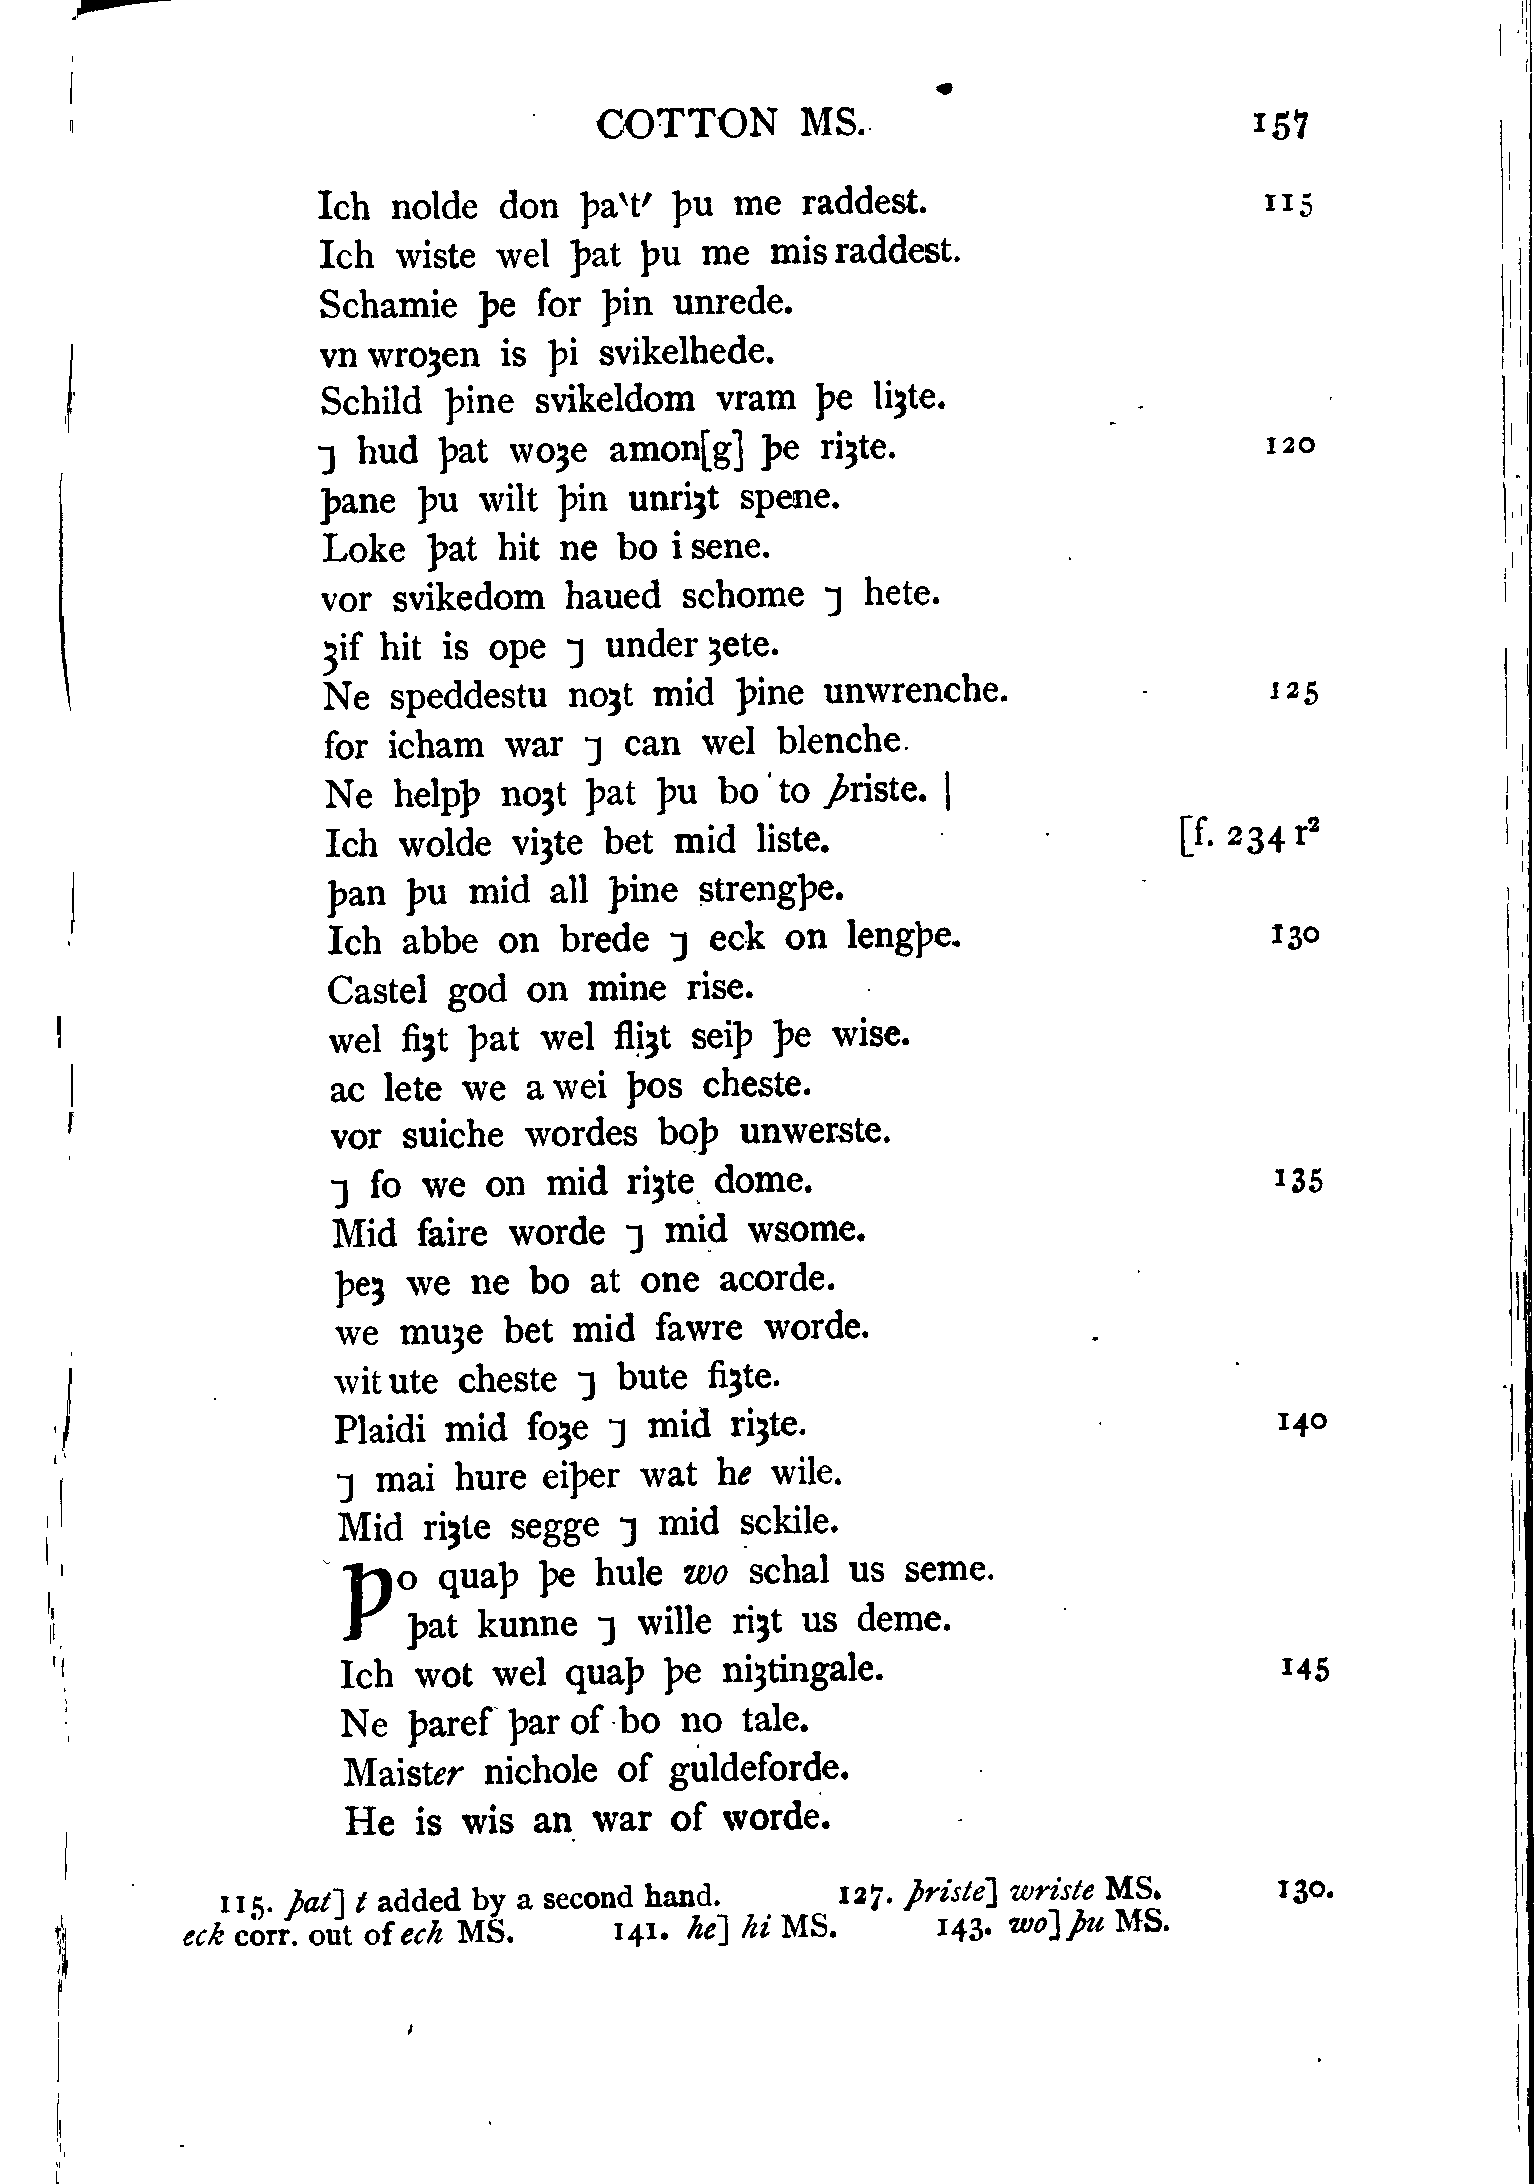 COTTON MS. 157
Ich nolde don þa‵t′ þu me raddest. 115
Ich wiste wel þat þu me mis raddest.
Schamie þe for þin unrede.
vn wroȝen is þi svikelhede.
Schild þine svikeldom vram þe liȝte.
⁊ hud þat woȝe amon[g] þe riȝte. 120
þane þu wilt þin unriȝt spene.
Loke þat hit ne bo i sene.
vor svikedom haued schome ⁊ hete.
ȝif hit is ope ⁊ under ȝete.
Ne speddestu noȝt mid þine unwrenche. 125
for icham war ⁊ can wel blenche.
Ne helpþ noȝt þat þu bo to þriste. |
Ich wolde viȝte bet mid liste. [f. 234 r²
þan þu mid all þine strengþe.
Ich abbe on brede ⁊ eck on lengþe. 130
Castel god on mine rise.
wel fiȝt þat wel fliȝt seiþ þe wise.
ac lete we a wei þos cheste.
vor suiche wordes boþ unwerste.
⁊ fo we on mid riȝte dome. 135
Mid faire worde ⁊ mid wsome.
þeȝ we ne bo at one acorde.
we muȝe bet mid fawre worde.
wit ute cheste ⁊ bute fiȝte.
Plaidi mid foȝe ⁊ mid riȝte. 140
⁊ mai hure eiþer wat he wile.
Mid riȝte segge ⁊ mid sckile.
Þo quaþ þe hule wo schal us seme.
þat kunne ⁊ wille riȝt us deme.
Ich wot wel quaþ þe niȝtingale. 145
Ne þaref þar of bo no tale.
Maister nichole of guldeforde.
He is wis an war of worde.
115. þat] t added by a second hand. 127. þriste] wriste MS. 130.
eck corr. out of ech MS. 141. he] hi MS. 143. wo] þu MS.